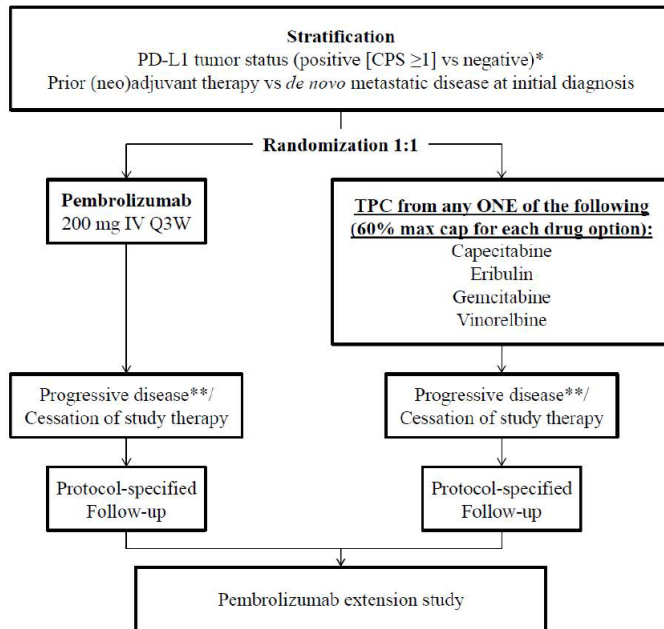 Stratification
PD-L1 tumor status (positive [CPS ≥1] vs negative)*
Prior (neo)adjuvant therapy vs de novo metastatic disease at initial diagnosis
Randomization 1:1
Pembrolizumab
200 mg IV Q3W
TPC from any ONE of the following
(60% max cap for each drug option):
Capecitabine
Eribulin
Gemcitabine
Vinorelbine
Progressive disease**/
Cessation of study therapy
Progressive disease**/
Cessation of study therapy
Protocol-specified
Follow-up
Protocol-specified
Follow-up
Pembrolizumab extension study